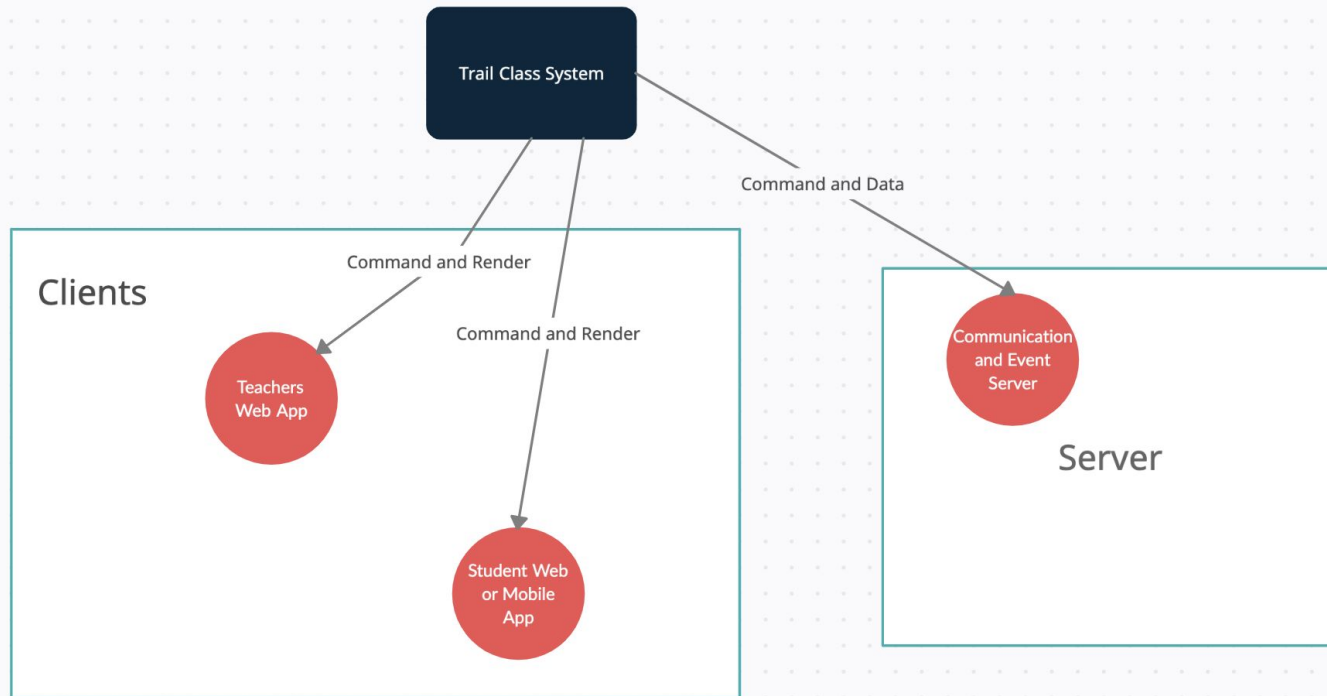 Trail Class System
Command and Data
Command and Render
Clients
Command and Render
Teachers
Web App
Student Web
or Mobile
App
Communication
and Event
Server
Server